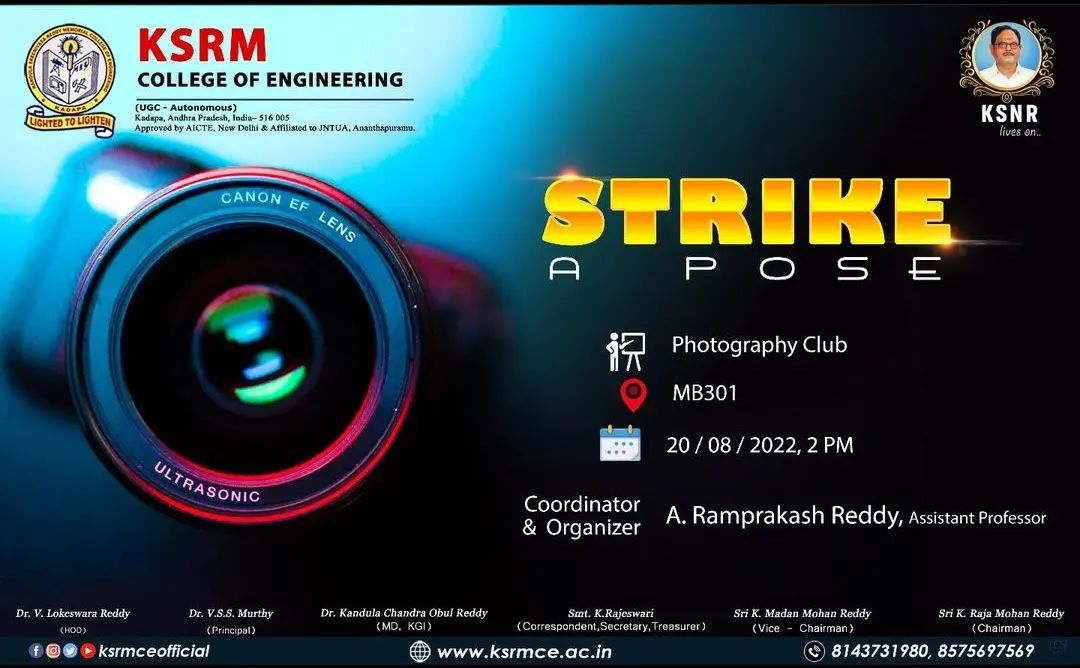 KSRM
COLLEGE OF ENGINEERING
(UGC - Autonomous)
Kadapa, Andhra Pradesh, India– 516 005
Approved by AICTE, New Delhi & Affiliated to JNTUA, Ananthapuramu.
KADAPA
LIGHTED TO LIGHTEN
KSNR
lives on..
CANON EF LENS
ULTRASONIC
STRIKE
A POSE
Photography Club
MB301
20 / 08 / 2022, 2 PM
Coordinator
& Organizer
A. Ramprakash Reddy, Assistant Professor
Dr. V. Lokeswara Reddy
(HOD)
Dr. V.S.S. Murthy
(Principal)
Dr. Kandula Chandra Obul Reddy
(MD, KGI)
Smt. K.Rajeswari
(Correspondent,Secretary,Treasurer)
Sri K. Madan Mohan Reddy
(Vice - Chairman)
Sri K. Raja Mohan Reddy
(Chairman)
ksrmceofficial
www.ksrmce.ac.in
8143731980, 8575697569